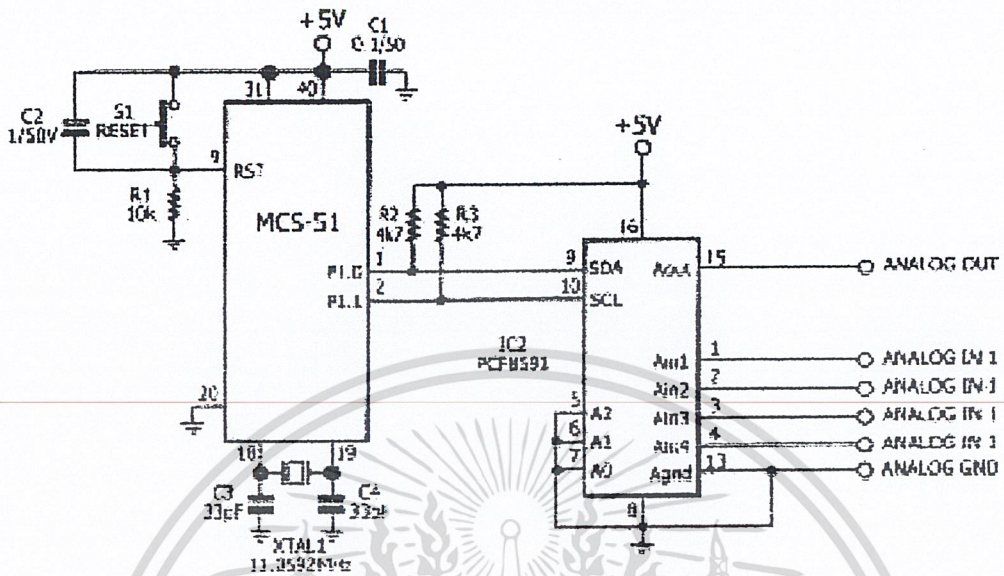 +5V
C1
0.1/50
31
40
C2
1/50V
S1
RESET
9
RST
R1
10k
MCS-51
+5V
R2
4k7
R3
4k7
16
1
P1.0
2
P1.1
9
SDA
10
SCL
Aout
15
ANALOG OUT
IC2
PCF8591
Ain1
1
ANALOG IN 1
Ain2
2
ANALOG IN 1
5
A2
Ain3
3
ANALOG IN 1
6
A1
Ain4
4
ANALOG IN 1
7
A0
Agnd
13
ANALOG GND
20
18
19
8
C3
33pF
C4
33pF
XTAL1
11.0592MHz